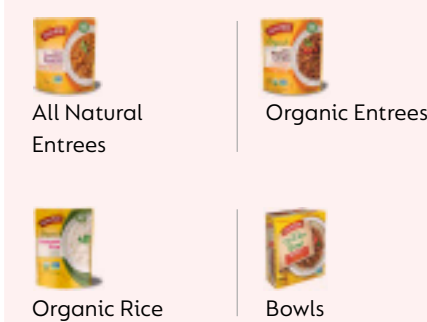 All Natural
Entrees
Organic Entrees
Organic Rice
Bowls